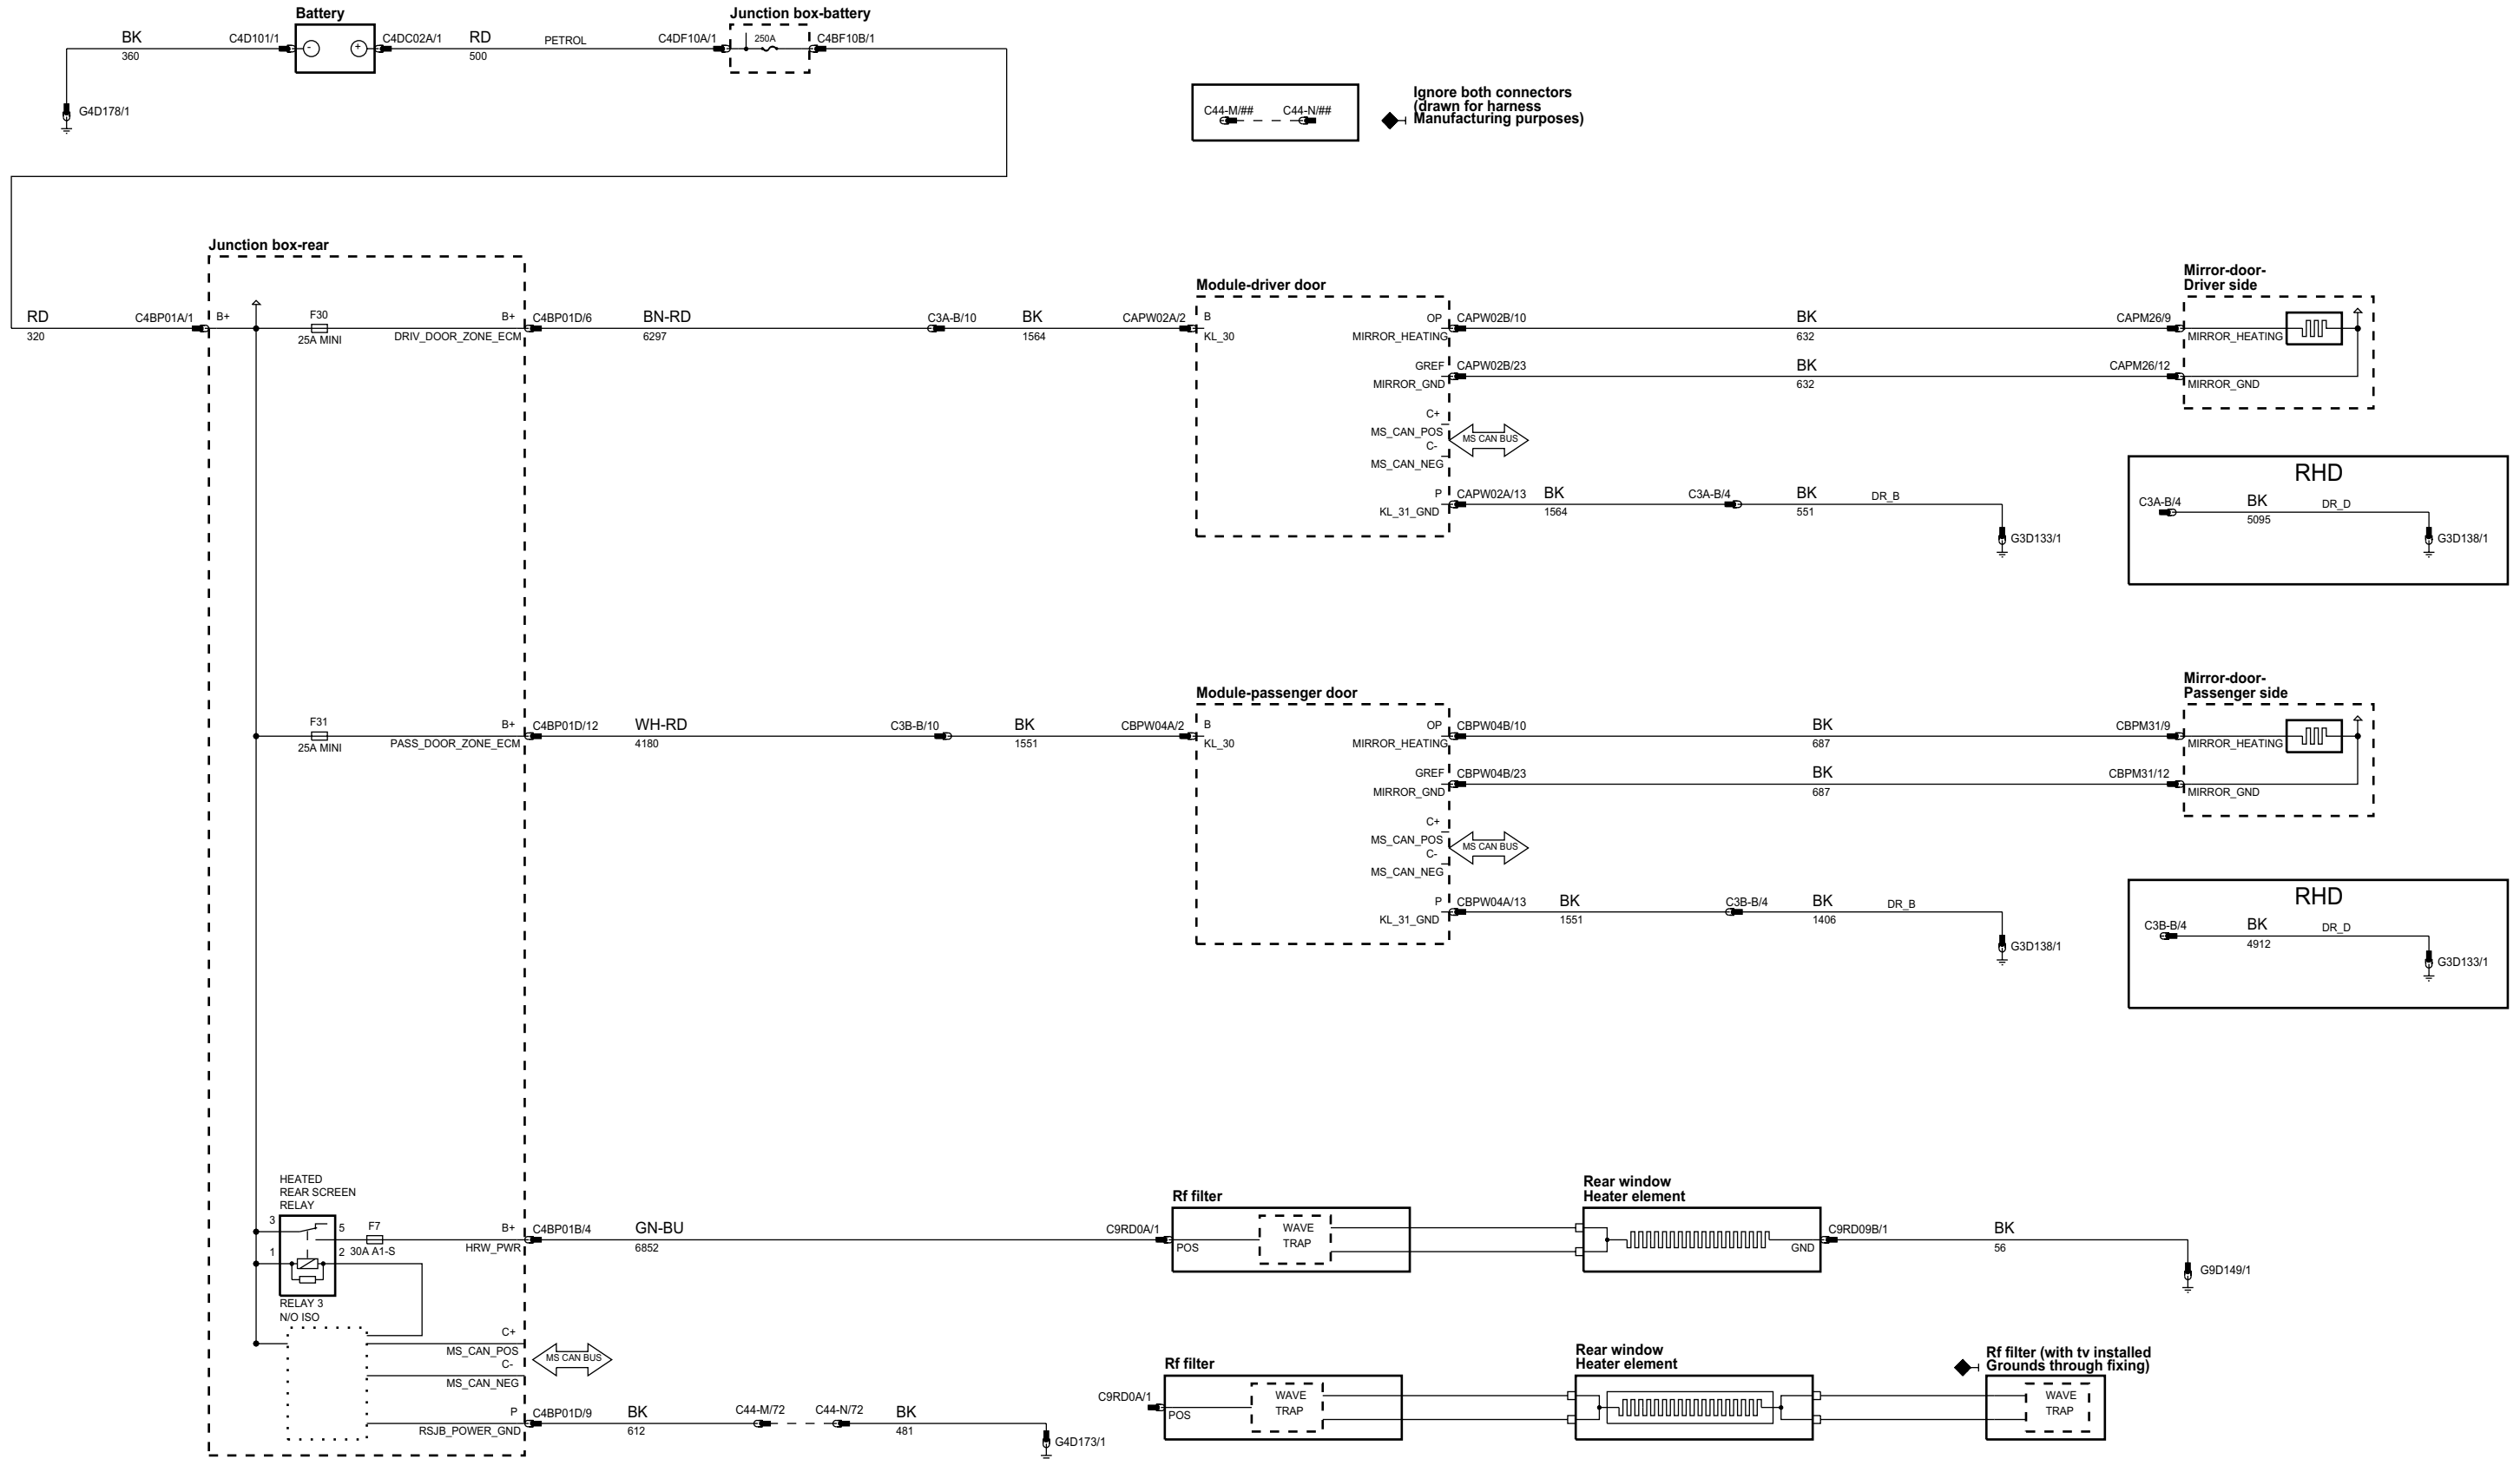 Battery
Junction box-battery
BK
360
C4D101/1
-
+
C4DC02A/1
RD
500
PETROL
C4DF10A/1
250A
C4BF10B/1
G4D178/1
C44-M/##
C44-N/##
Ignore both connectors
(drawn for harness
Manufacturing purposes)
Junction box-rear
RD
320
C4BP01A/1
B+
F30
25A MINI
B+
DRIV_DOOR_ZONE_ECM
C4BP01D/6
BN-RD
6297
C3A-B/10
BK
1564
CAPW02A/2
Module-driver door
B
KL_30
OP
MIRROR_HEATING
GREF
MIRROR_GND
C+
MS_CAN_POS
C-
MS_CAN_NEG
P
KL_31_GND
CAPW02B/10
BK
632
CAPM26/9
CAPW02B/23
BK
632
CAPM26/12
MS CAN BUS
CAPW02A/13
BK
1564
C3A-B/4
BK
551
DR_B
G3D133/1
Mirror-door-
Driver side
MIRROR_HEATING
MIRROR_GND
RHD
C3A-B/4
BK
5095
DR_D
G3D138/1
F31
25A MINI
B+
PASS_DOOR_ZONE_ECM
C4BP01D/12
WH-RD
4180
C3B-B/10
BK
1551
CBPW04A/2
Module-passenger door
B
KL_30
OP
MIRROR_HEATING
GREF
MIRROR_GND
C+
MS_CAN_POS
C-
MS_CAN_NEG
P
KL_31_GND
CBPW04B/10
BK
687
CBPM31/9
CBPW04B/23
BK
687
CBPM31/12
MS CAN BUS
CBPW04A/13
BK
1551
C3B-B/4
BK
1406
DR_B
G3D138/1
Mirror-door-
Passenger side
MIRROR_HEATING
MIRROR_GND
RHD
C3B-B/4
BK
4912
DR_D
G3D133/1
HEATED
REAR SCREEN
RELAY
3
5
1
2
F7
30A A1-S
RELAY 3
N/O ISO
B+
HRW_PWR
C4BP01B/4
GN-BU
6852
C9RD0A/1
Rf filter
POS
WAVE
TRAP
Rear window
Heater element
GND
C9RD09B/1
BK
56
G9D149/1
C+
MS_CAN_POS
C-
MS_CAN_NEG
MS CAN BUS
P
RSJB_POWER_GND
C4BP01D/9
BK
612
C44-M/72
C44-N/72
BK
481
G4D173/1
Rf filter
C9RD0A/1
POS
WAVE
TRAP
Rear window
Heater element
Rf filter (with tv installed
Grounds through fixing)
WAVE
TRAP